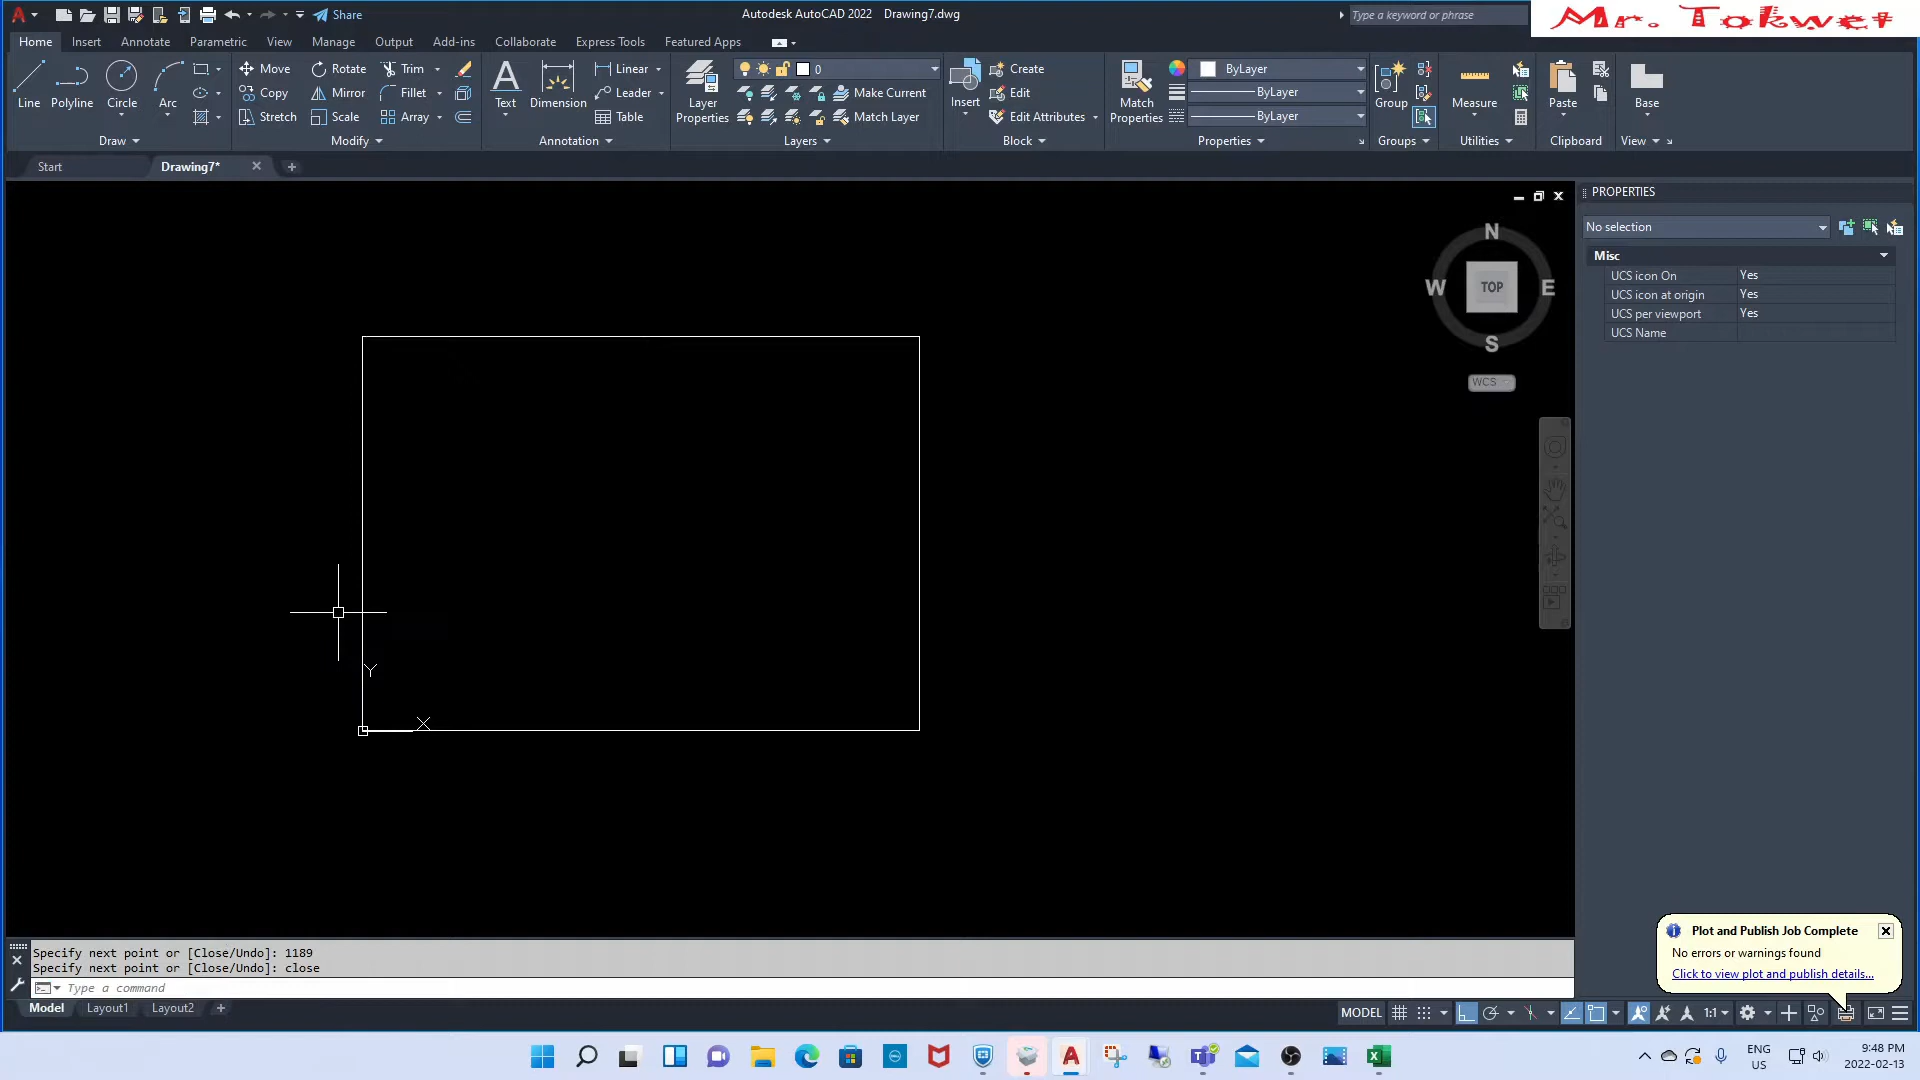 Share
Autodesk AutoCAD 2022 Drawing7.dwg
Type a keyword or phrase
Mr. Tokwet
Home Insert Annotate Parametric View Manage Output Add-ins Collaborate Express Tools Featured Apps
Line Polyline Circle Arc
Move Rotate Trim
Copy Mirror Fillet
Stretch Scale Array
Text Dimension
Linear
Leader
Table
Layer Properties
0
Make Current
Match Layer
Insert
Create
Edit
Edit Attributes
Match Properties
ByLayer
ByLayer
ByLayer
Group
Measure
Paste
Base
Draw Modify Annotation Layers Block Properties Groups Utilities Clipboard View
Start Drawing7*
PROPERTIES
No selection
Misc
UCS icon On Yes
UCS icon at origin Yes
UCS per viewport Yes
UCS Name
N
W TOP E
S
WCS
Y
X
Specify next point or [Close/Undo]: 1189
Specify next point or [Close/Undo]: close
Type a command
Plot and Publish Job Complete
No errors or warnings found
Click to view plot and publish details...
Model Layout1 Layout2
MODEL 1:1
ENG
US
9:48 PM
2022-02-13